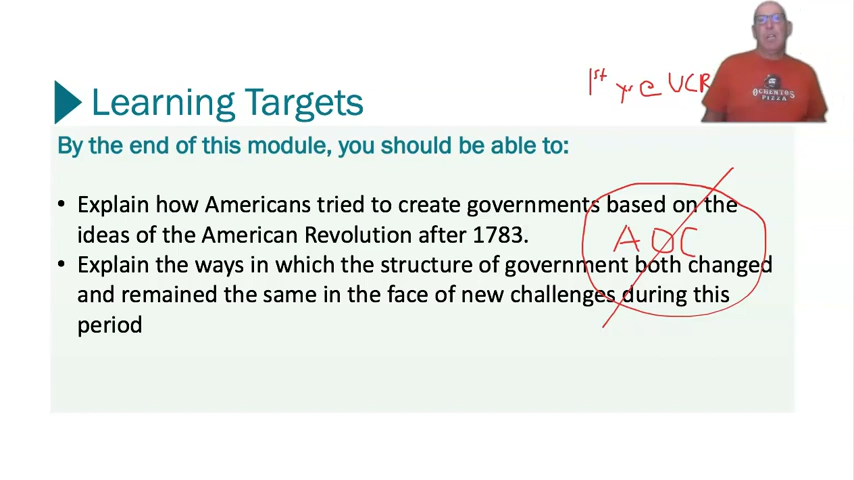 1st yr @ UCR
OCHENTOS
PIZZA
Learning Targets
By the end of this module, you should be able to:
• Explain how Americans tried to create governments based on the
ideas of the American Revolution after 1783.
AOC
• Explain the ways in which the structure of government both changed
and remained the same in the face of new challenges during this
period